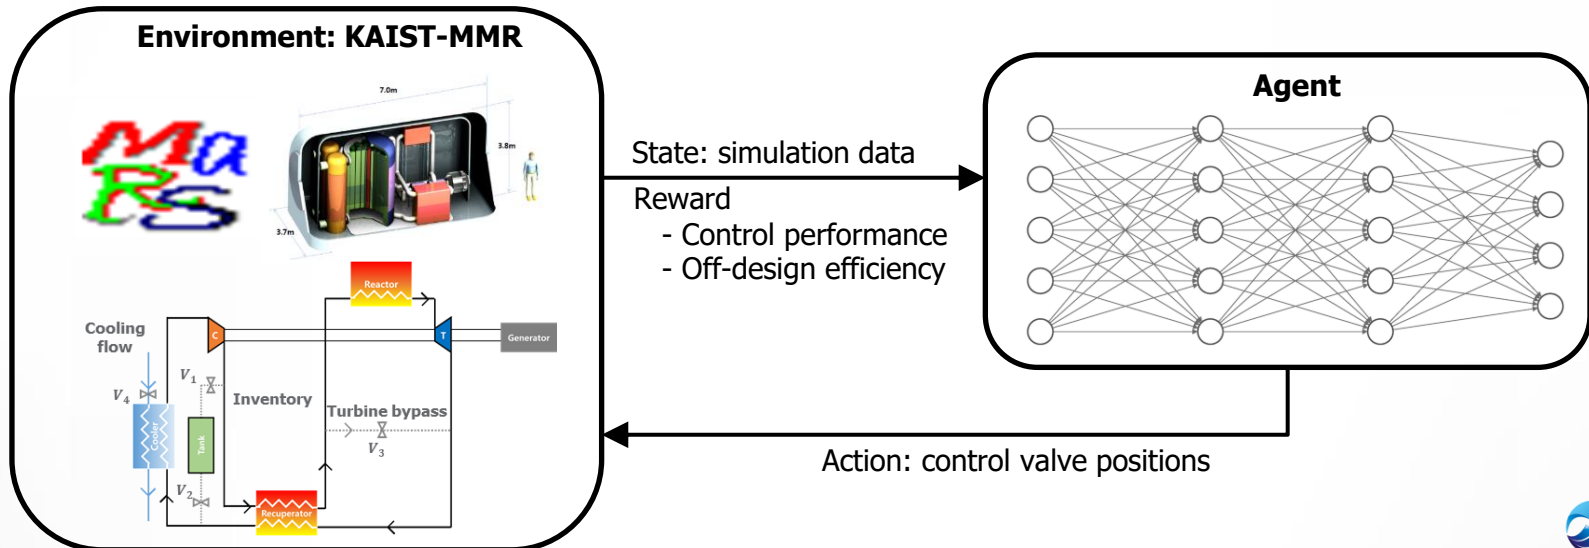 Environment: KAIST-MMR
MaRS
7.0m
3.8m
3.7m
Reactor
C
T
Generator
Cooling
flow
V₁
V₄
Inventory
Turbine bypass
V₃
Cooler
Tank
V₂
Recuperator
State: simulation data
Reward
- Control performance
- Off-design efficiency
Agent
Action: control valve positions